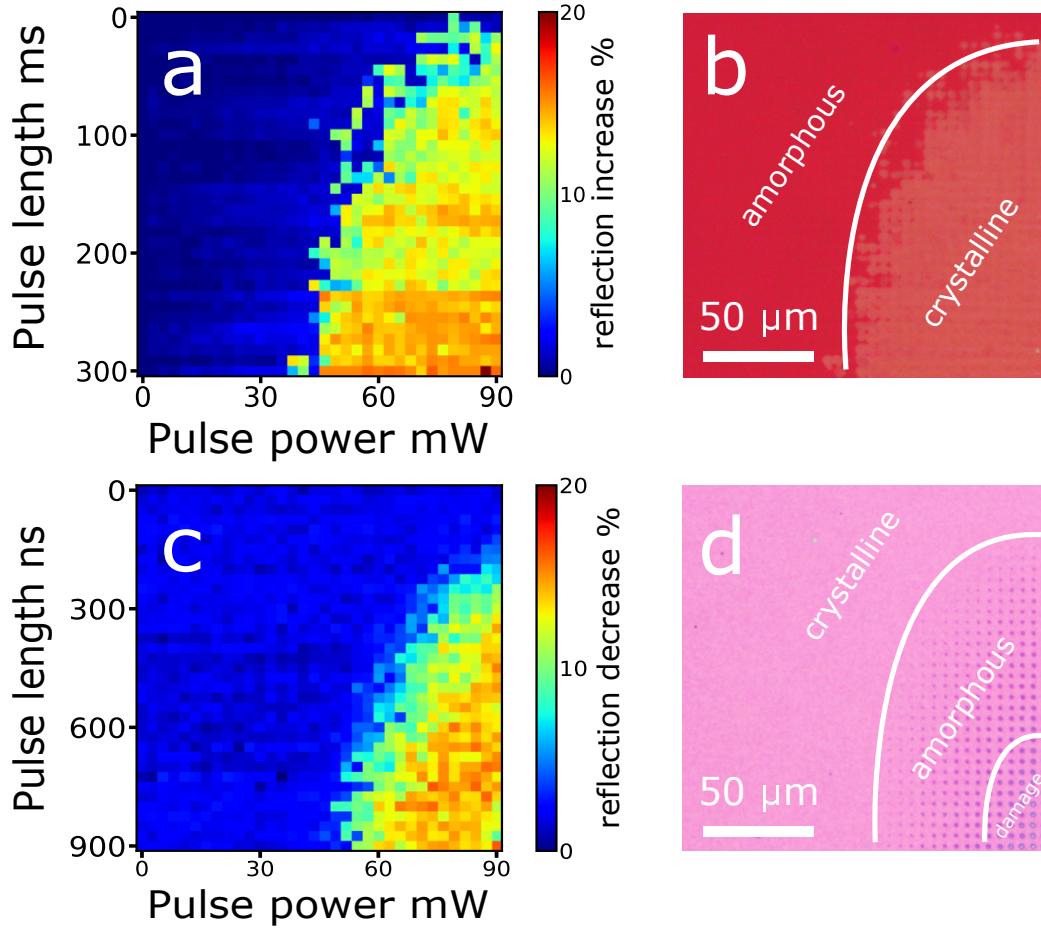 a
Pulse length ms
0
100
200
300
0
30
60
90
Pulse power mW
20
10
0
reflection increase %
b
amorphous
crystalline
50 μm
c
Pulse length ns
0
300
600
900
0
30
60
90
Pulse power mW
20
10
0
reflection decrease %
d
crystalline
amorphous
damage
50 μm